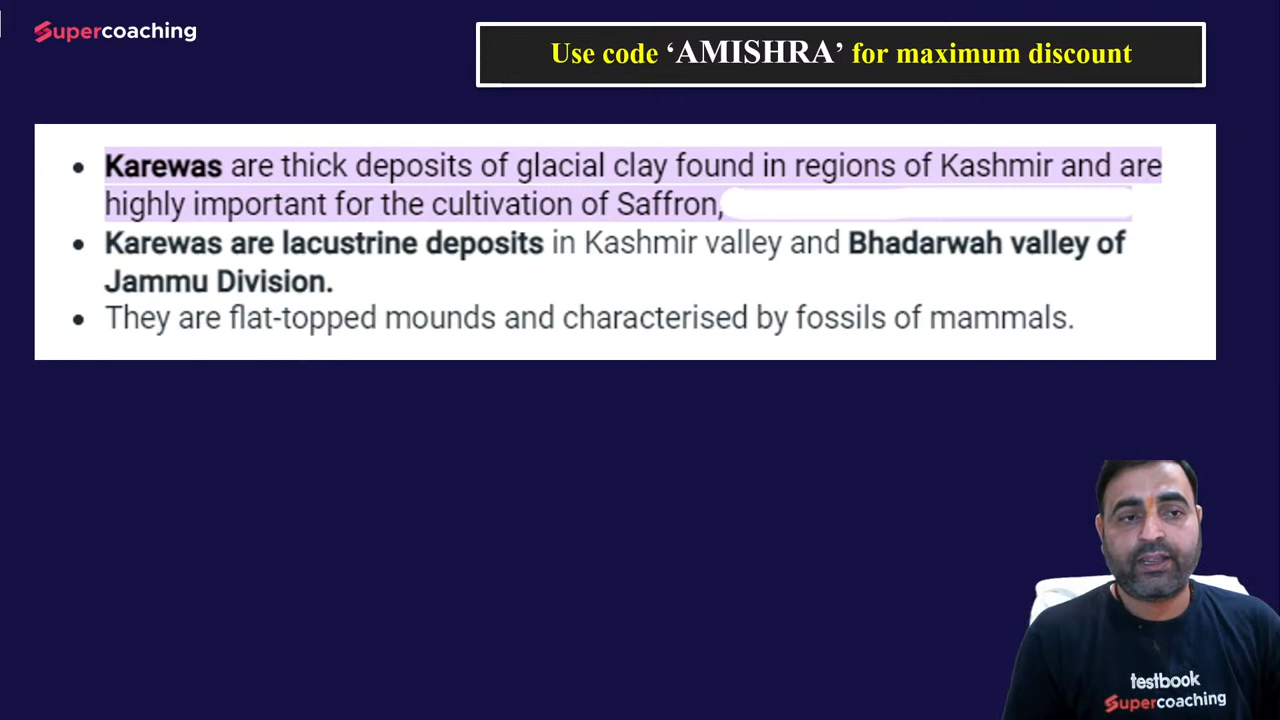 Supercoaching
Use code ‘AMISHRA’ for maximum discount
• Karewas are thick deposits of glacial clay found in regions of Kashmir and are
highly important for the cultivation of Saffron,
• Karewas are lacustrine deposits in Kashmir valley and Bhadarwah valley of
Jammu Division.
• They are flat-topped mounds and characterised by fossils of mammals.
testbook
Supercoaching